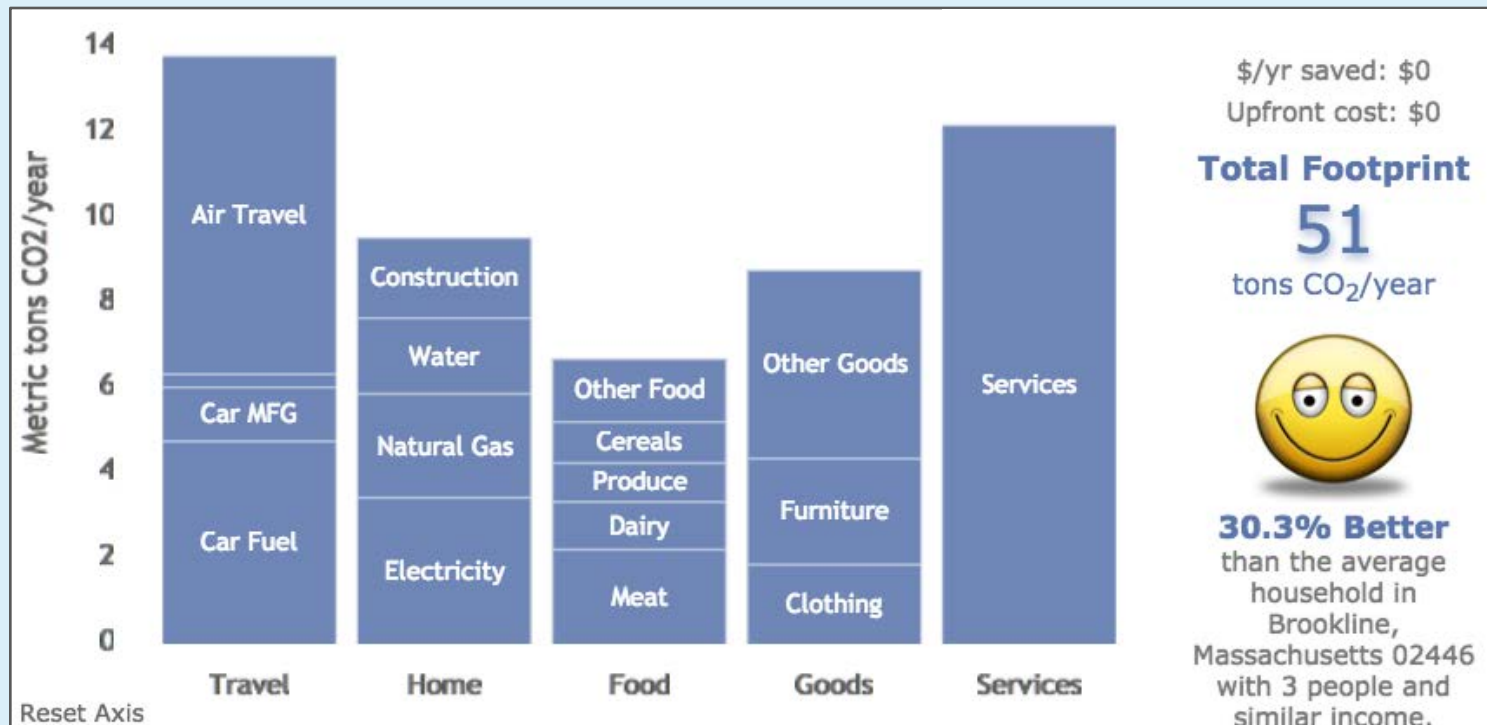 14
12
10
8
6
4
2
0
Metric tons CO2/year
Air Travel
Car MFG
Car Fuel
Construction
Water
Natural Gas
Electricity
Other Food
Cereals
Produce
Dairy
Meat
Other Goods
Furniture
Clothing
Services
Travel
Home
Food
Goods
Services
Reset Axis
$/yr saved: $0
Upfront cost: $0
Total Footprint
51
tons CO₂/year
30.3% Better
than the average
household in
Brookline,
Massachusetts 02446
with 3 people and
similar income.